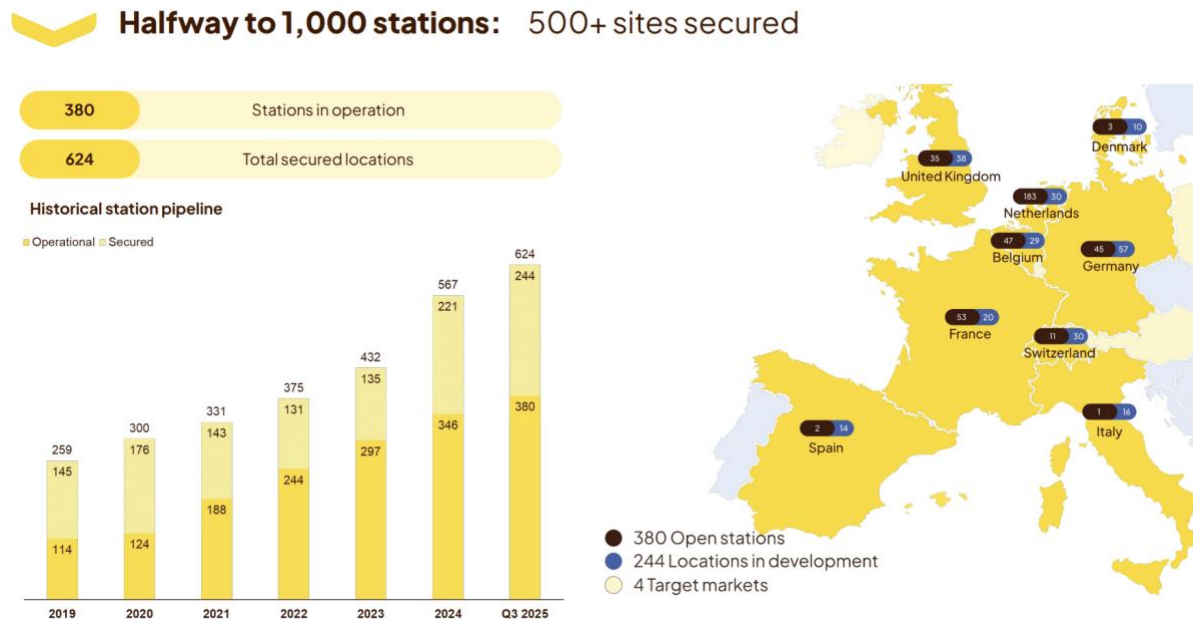 Halfway to 1,000 stations: 500+ sites secured
380 Stations in operation
624 Total secured locations
Historical station pipeline
Operational Secured
259
145
114
2019
300
176
124
2020
331
143
188
2021
375
131
244
2022
432
135
297
2023
567
221
346
2024
624
244
380
Q3 2025
3 10
Denmark
35 38
United Kingdom
183 30
Netherlands
47 29
Belgium
45 57
Germany
53 20
France
11 30
Switzerland
1 16
Italy
2 14
Spain
380 Open stations
244 Locations in development
4 Target markets